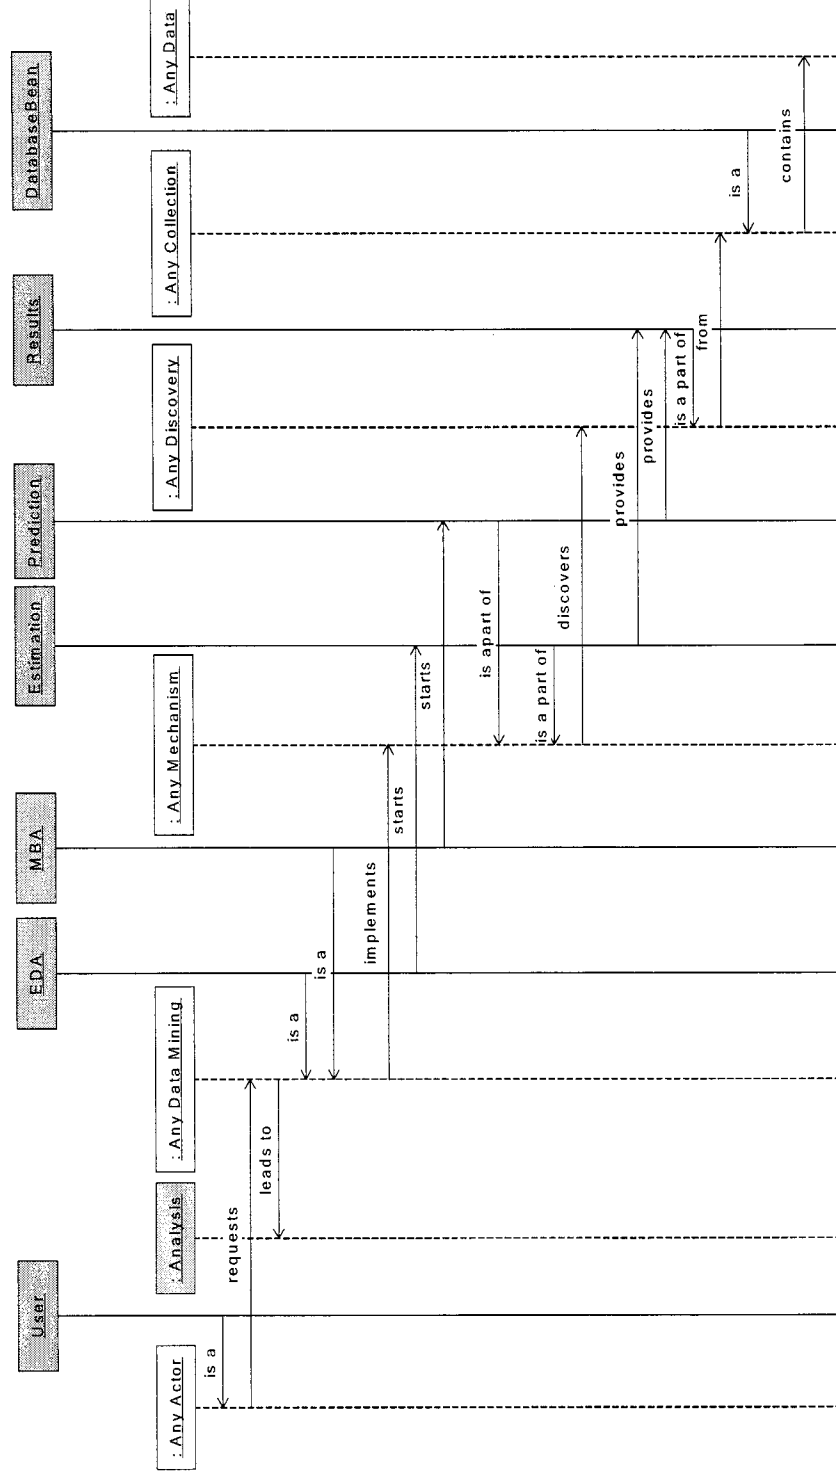 User
EDA
MBA
Estimation
Prediction
Results
DatabaseBean
: Any Actor
: Analysis
: Any Data Mining
: Any Mechanism
: Any Discovery
: Any Collection
: Any Data
is a
requests
leads to
is a
is a
implements
starts
starts
is apart of
is a part of
discovers
provides
provides
is a part of
from
is a
contains